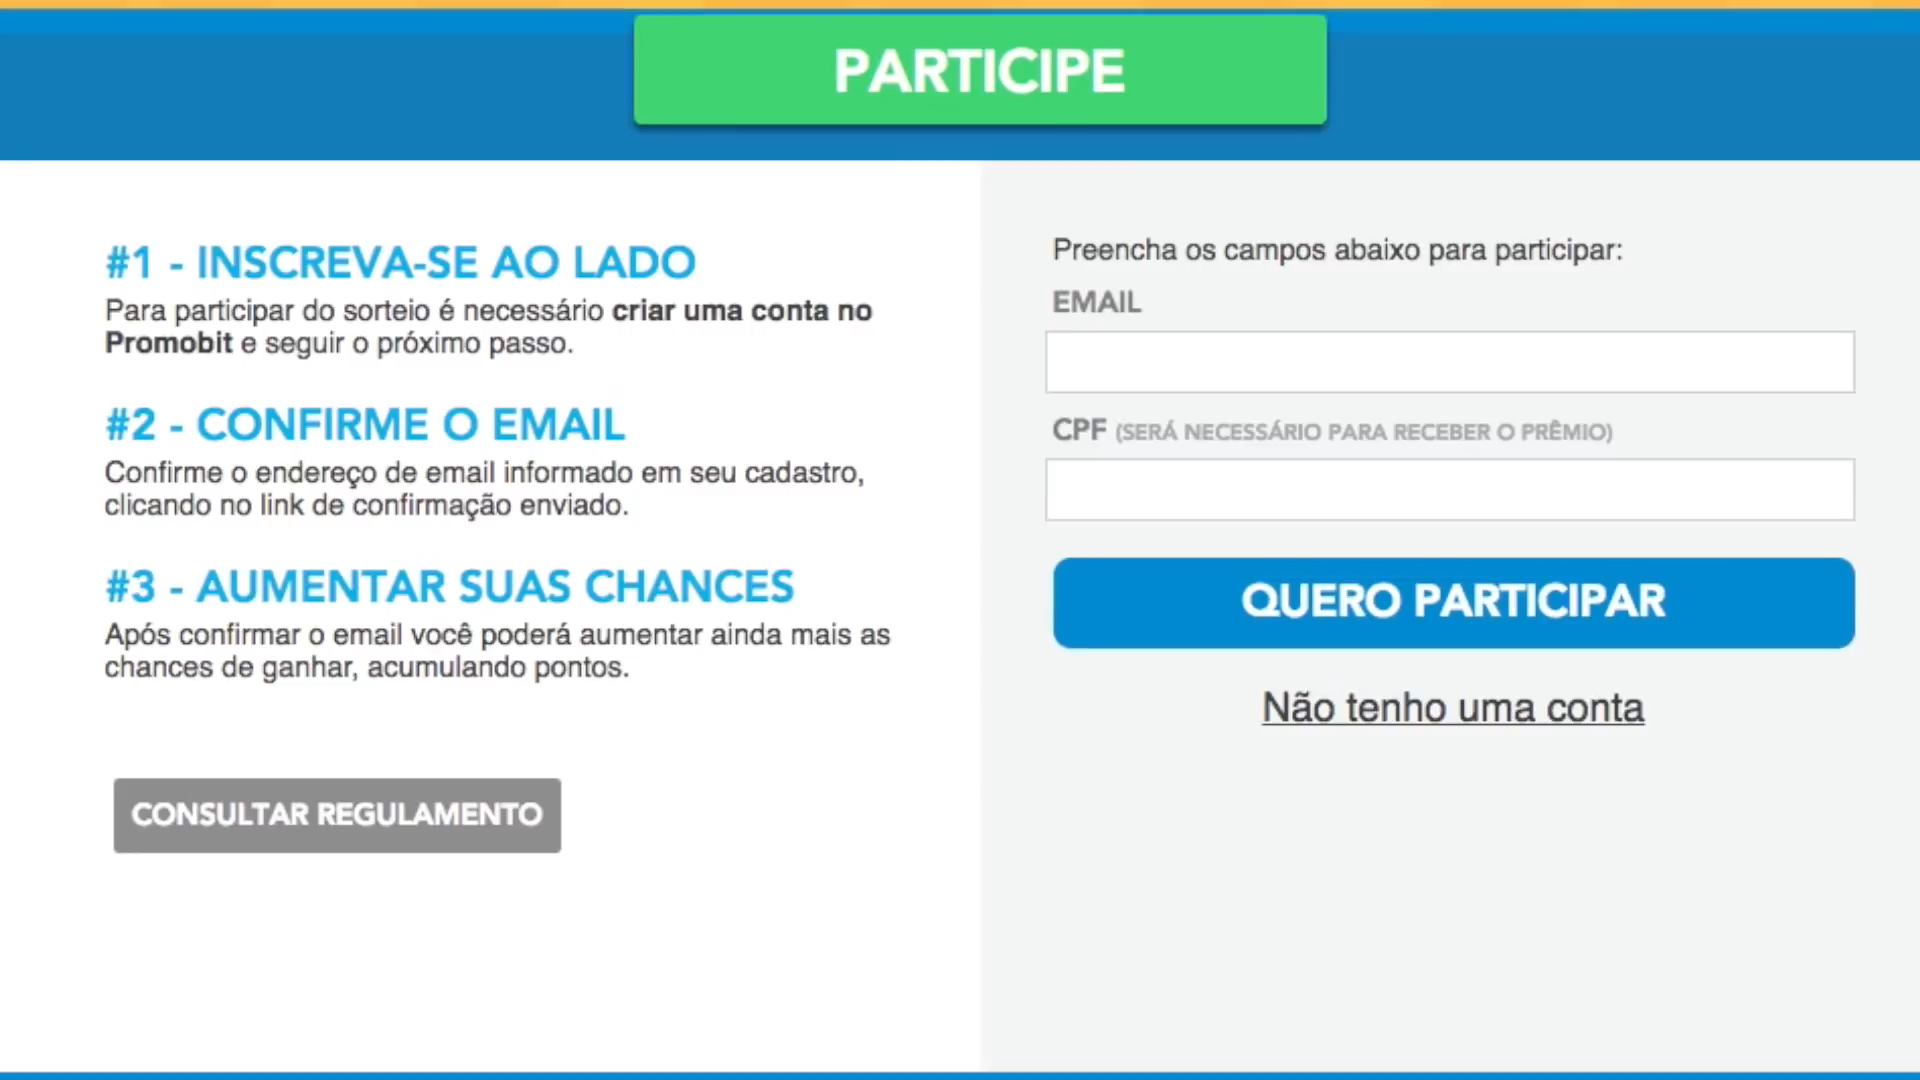 PARTICIPE
#1 - INSCREVA-SE AO LADO
Para participar do sorteio é necessário criar uma conta no
Promobit e seguir o próximo passo.
#2 - CONFIRME O EMAIL
Confirme o endereço de email informado em seu cadastro,
clicando no link de confirmação enviado.
#3 - AUMENTAR SUAS CHANCES
Após confirmar o email você poderá aumentar ainda mais as
chances de ganhar, acumulando pontos.
CONSULTAR REGULAMENTO
Preencha os campos abaixo para participar:
EMAIL
CPF (SERÁ NECESSÁRIO PARA RECEBER O PRÊMIO)
QUERO PARTICIPAR
Não tenho uma conta